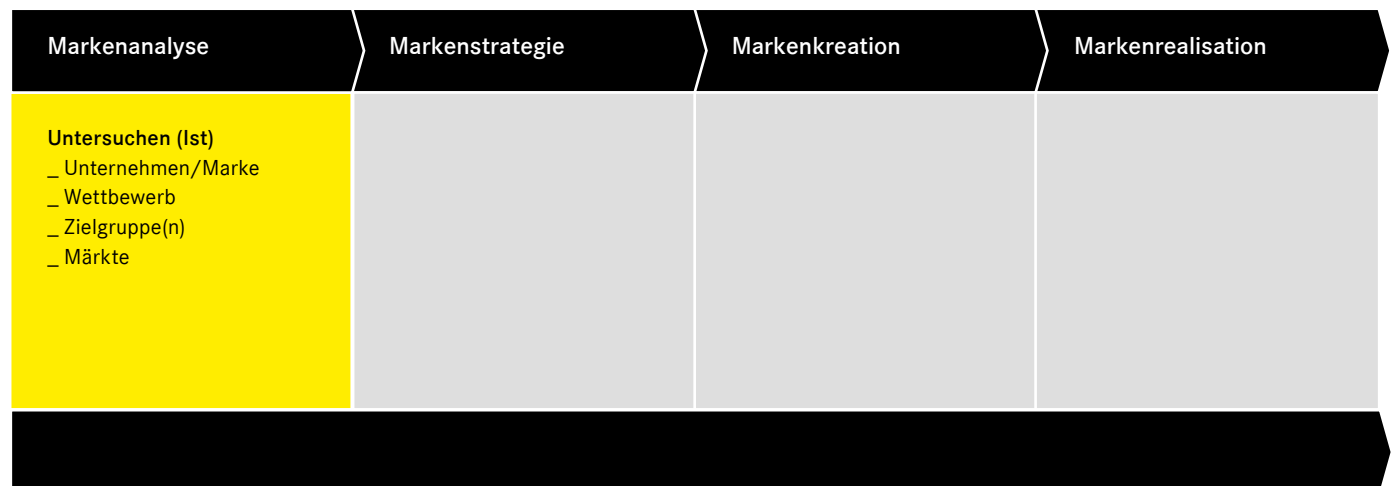 Markenanalyse
Markenstrategie
Markenkreation
Markenrealisation
Untersuchen (Ist)
_ Unternehmen/Marke
_ Wettbewerb
_ Zielgruppe(n)
_ Märkte